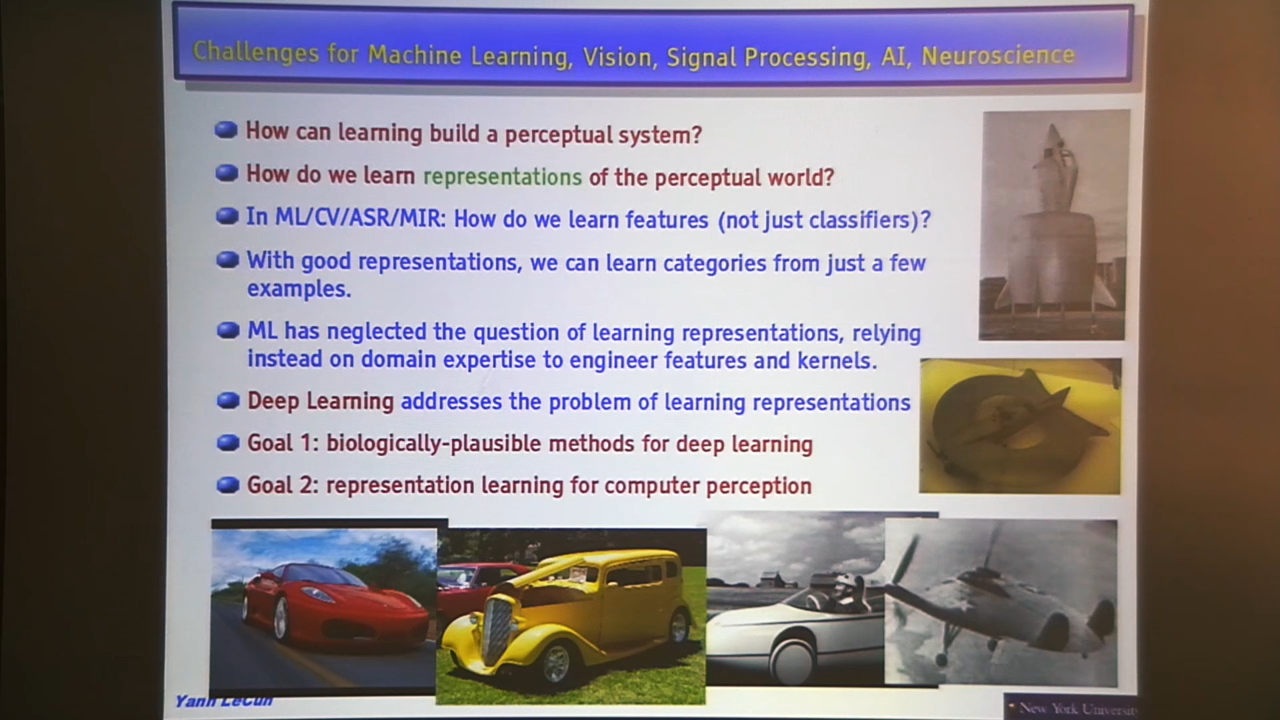 Challenges for Machine Learning, Vision, Signal Processing, AI, Neuroscience
How can learning build a perceptual system?
How do we learn representations of the perceptual world?
In ML/CV/ASR/MIR: How do we learn features (not just classifiers)?
With good representations, we can learn categories from just a few
examples.
ML has neglected the question of learning representations, relying
instead on domain expertise to engineer features and kernels.
Deep Learning addresses the problem of learning representations
Goal 1: biologically-plausible methods for deep learning
Goal 2: representation learning for computer perception
Yann LeCun
New York University